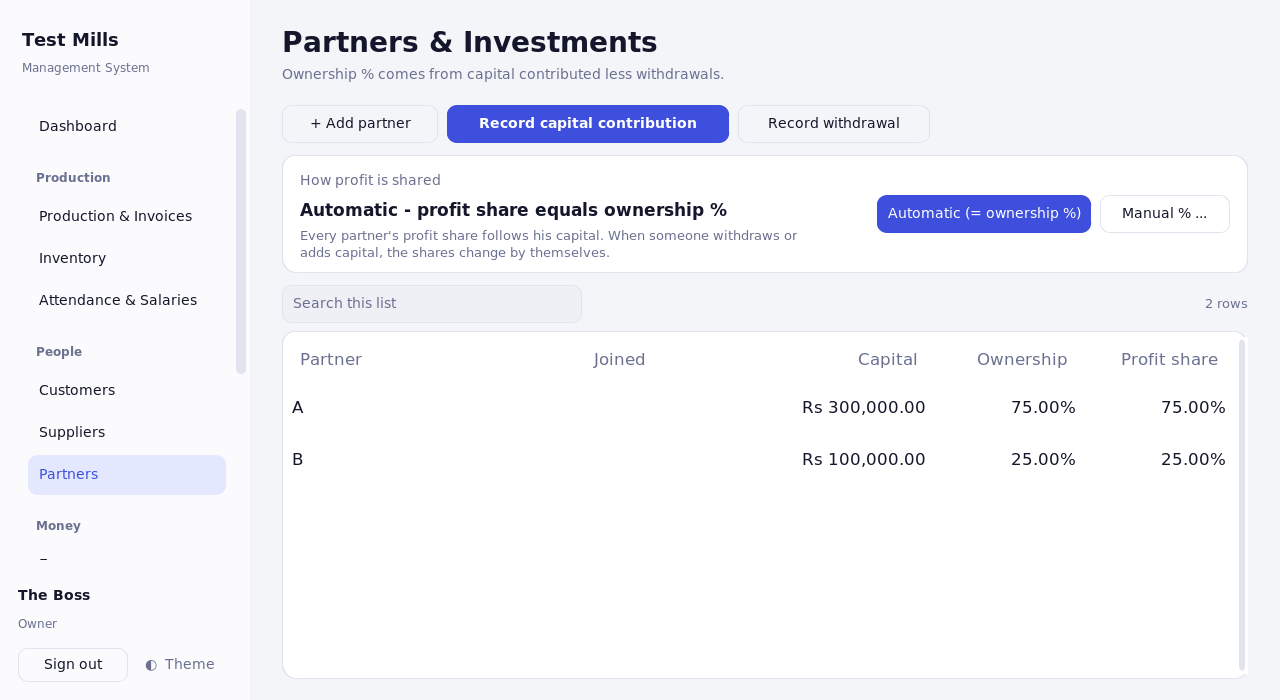 Test Mills
Management System
Dashboard
Production
Production & Invoices
Inventory
Attendance & Salaries
People
Customers
Suppliers
Partners
Money
The Boss
Owner
Sign out
◐ Theme
Partners & Investments
Ownership % comes from capital contributed less withdrawals.
+ Add partner
Record capital contribution
Record withdrawal
How profit is shared
Automatic - profit share equals ownership %
Every partner's profit share follows his capital. When someone withdraws or
adds capital, the shares change by themselves.
Automatic (= ownership %)
Manual % ...
Search this list
2 rows
Partner Joined Capital Ownership Profit share
A Rs 300,000.00 75.00% 75.00%
B Rs 100,000.00 25.00% 25.00%